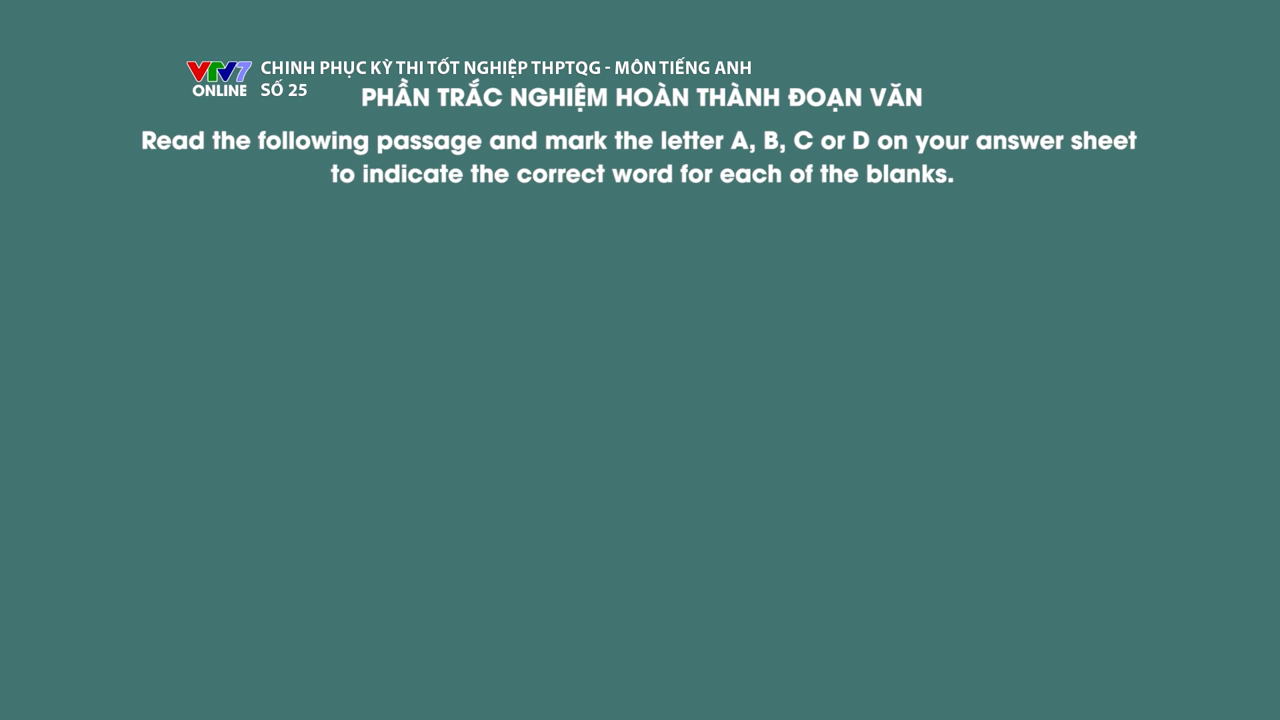 VTV7
ONLINE
CHINH PHỤC KỲ THI TỐT NGHIỆP THPTQG - MÔN TIẾNG ANH
SỐ 25
PHẦN TRẮC NGHIỆM HOÀN THÀNH ĐOẠN VĂN
Read the following passage and mark the letter A, B, C or D on your answer sheet
to indicate the correct word for each of the blanks.